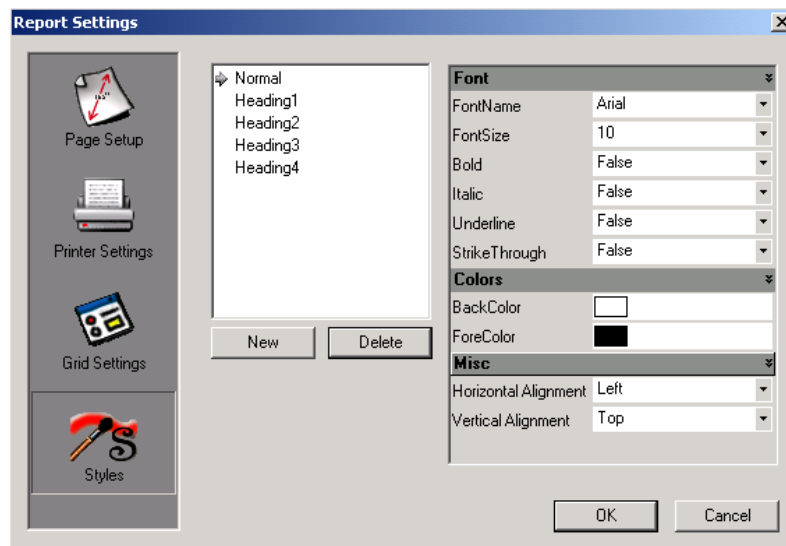 Report Settings
Page Setup
Printer Settings
Grid Settings
Styles
Normal
Heading1
Heading2
Heading3
Heading4
New Delete
Font
FontName Arial
FontSize 10
Bold False
Italic False
Underline False
StrikeThrough False
Colors
BackColor
ForeColor
Misc
Horizontal Alignment Left
Vertical Alignment Top
OK Cancel